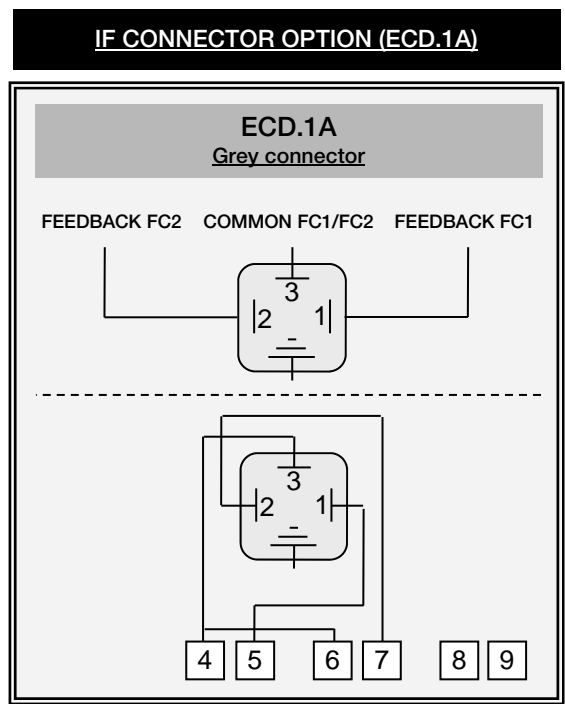 IF CONNECTOR OPTION (ECD.1A)
ECD.1A
Grey connector
FEEDBACK FC2 COMMON FC1/FC2 FEEDBACK FC1
3
2 1
3
2 1
4 5 6 7 8 9